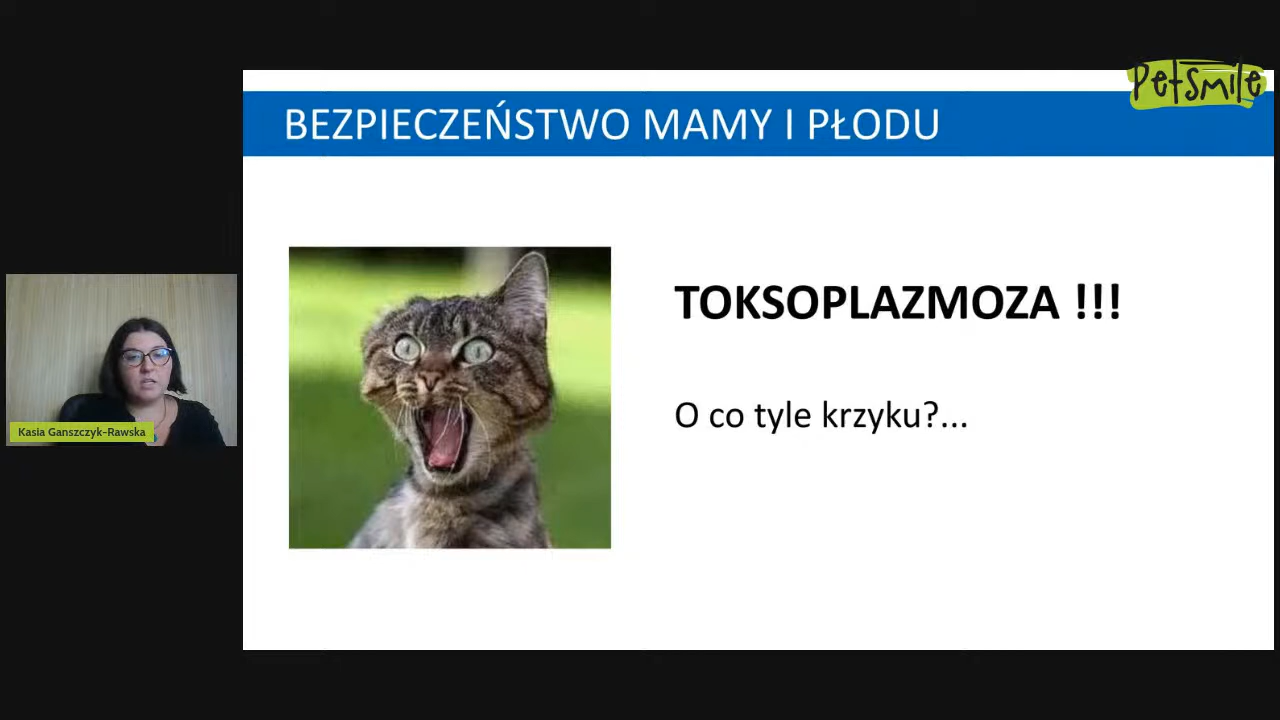 PetSmile
BEZPIECZEŃSTWO MAMY I PŁODU
TOKSOPLAZMOZA !!!
O co tyle krzyku?...
Kasia Ganszczyk-Rawska